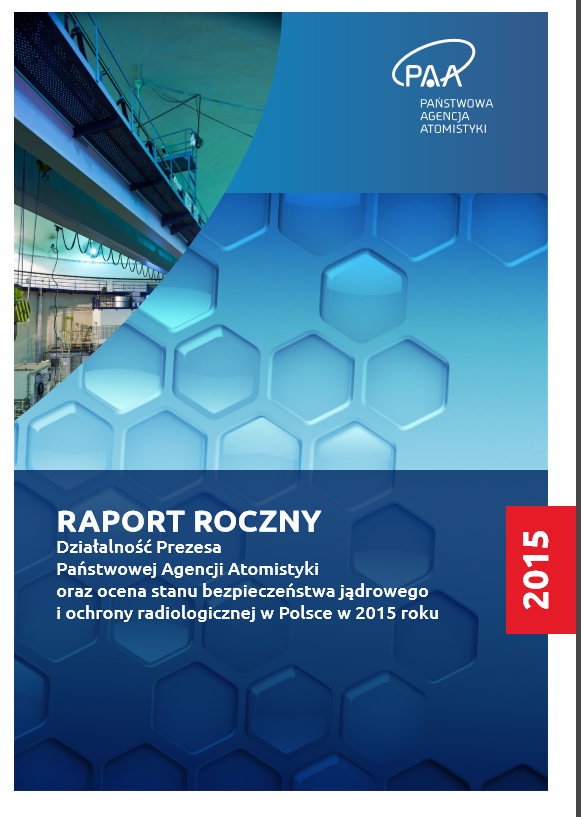 PAA
PAŃSTWOWA
AGENCJA
ATOMISTYKI
RAPORT ROCZNY
Działalność Prezesa
Państwowej Agencji Atomistyki
oraz ocena stanu bezpieczeństwa jądrowego
i ochrony radiologicznej w Polsce w 2015 roku
2015